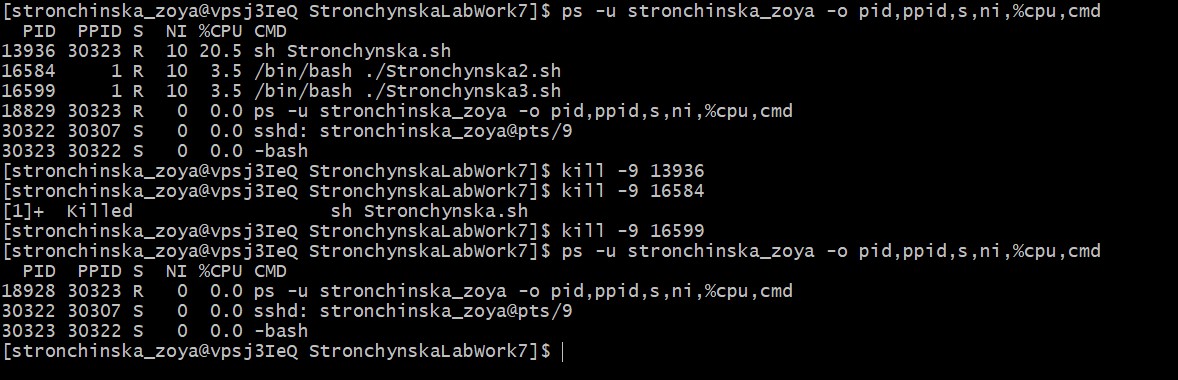 [stronchinska_zoya@vpsj3IeQ StronchynskaLabWork7]$ ps -u stronchinska_zoya -o pid,ppid,s,ni,%cpu,cmd
  PID  PPID S  NI %CPU CMD
13936 30323 R  10 20.5 sh Stronchynska.sh
16584     1 R  10  3.5 /bin/bash ./Stronchynska2.sh
16599     1 R  10  3.5 /bin/bash ./Stronchynska3.sh
18829 30323 R   0  0.0 ps -u stronchinska_zoya -o pid,ppid,s,ni,%cpu,cmd
30322 30307 S   0  0.0 sshd: stronchinska_zoya@pts/9
30323 30322 S   0  0.0 -bash
[stronchinska_zoya@vpsj3IeQ StronchynskaLabWork7]$ kill -9 13936
[stronchinska_zoya@vpsj3IeQ StronchynskaLabWork7]$ kill -9 16584
[1]+  Killed                  sh Stronchynska.sh
[stronchinska_zoya@vpsj3IeQ StronchynskaLabWork7]$ kill -9 16599
[stronchinska_zoya@vpsj3IeQ StronchynskaLabWork7]$ ps -u stronchinska_zoya -o pid,ppid,s,ni,%cpu,cmd
  PID  PPID S  NI %CPU CMD
18928 30323 R   0  0.0 ps -u stronchinska_zoya -o pid,ppid,s,ni,%cpu,cmd
30322 30307 S   0  0.0 sshd: stronchinska_zoya@pts/9
30323 30322 S   0  0.0 -bash
[stronchinska_zoya@vpsj3IeQ StronchynskaLabWork7]$